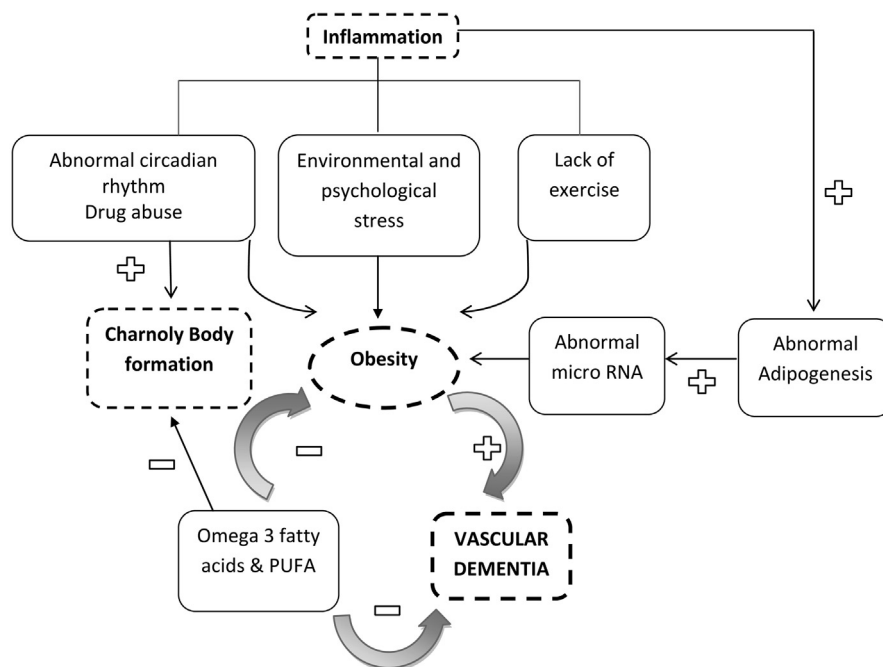 Inflammation
Abnormal circadian
rhythm
Drug abuse
Environmental and
psychological
stress
Lack of
exercise
Charnoly Body
formation
Obesity
Abnormal
micro RNA
Abnormal
Adipogenesis
Omega 3 fatty
acids & PUFA
VASCULAR
DEMENTIA